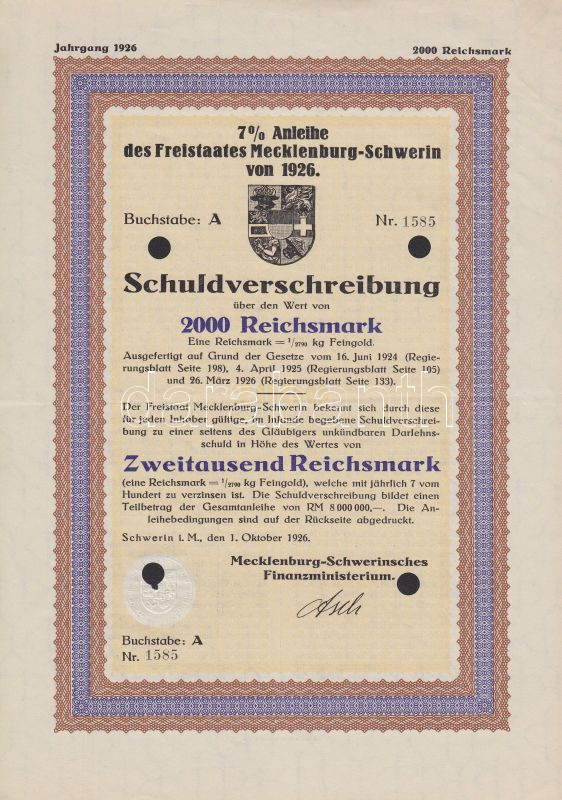 Jahrgang 1926
2000 Reichsmark
7% Anleihe
des Freistaates Mecklenburg-Schwerin
von 1926.
Buchstabe: A
Nr. 1585
Schuldverschreibung
über den Wert von
2000 Reichsmark
Eine Reichsmark = 1/2790 kg Feingold.
Ausgefertigt auf Grund der Gesetze vom 16. Juni 1924 (Regie-
rungsblatt Seite 198), 4. April 1925 (Regierungsblatt Seite 105)
und 26. März 1926 (Regierungsblatt Seite 133).
darabanth
Der Freistaat Mecklenburg-Schwerin bekennt sich durch diese
für jeden Inhaber gültige, im Inlande begebene Schuldverschrei-
bung zu einer seitens des Gläubigers unkündbaren Darlehns-
schuld in Höhe des Wertes von
Zweitausend Reichsmark
(eine Reichsmark = 1/2790 kg Feingold), welche mit jährlich 7 vom
Hundert zu verzinsen ist. Die Schuldverschreibung bildet einen
Teilbetrag der Gesamtanleihe von RM 8 000 000,—. Die An-
leihebedingungen sind auf der Rückseite abgedruckt.
Schwerin i. M., den 1. Oktober 1926.
Mecklenburg-Schwerinsches
Finanzministerium.
Asch
Buchstabe: A
Nr. 1585